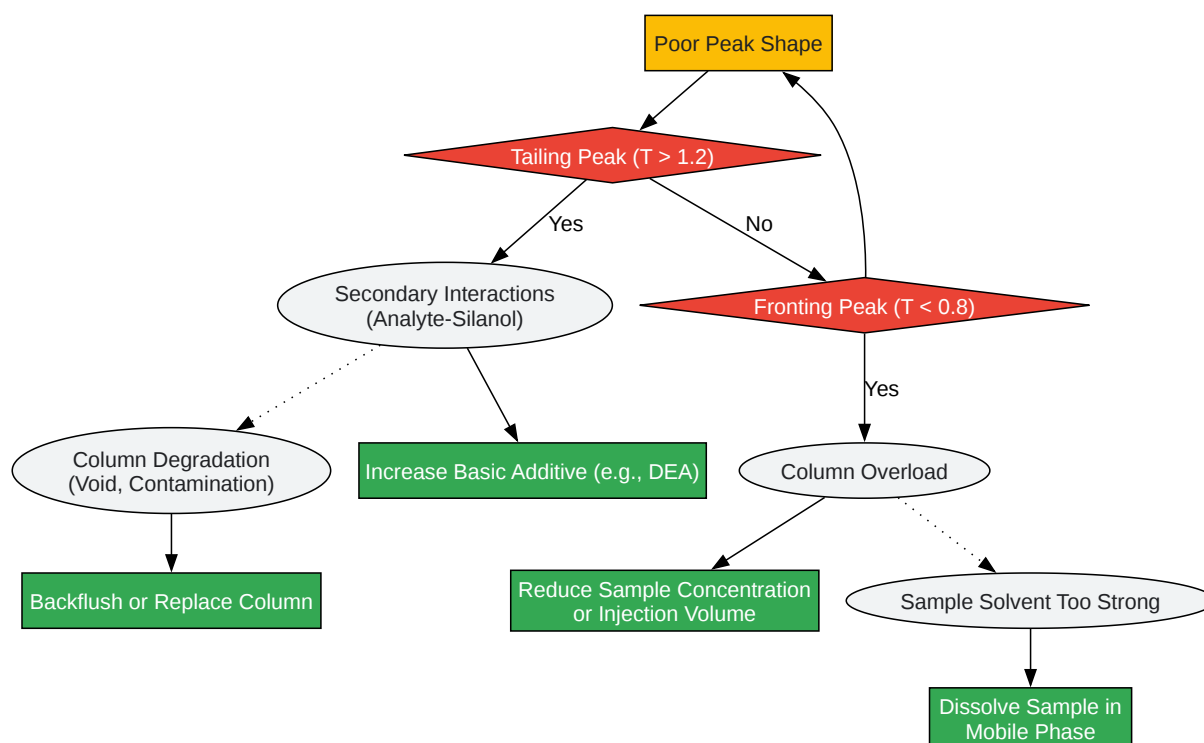 Poor Peak Shape
Tailing Peak (T > 1.2)
Yes
No
Secondary Interactions
(Analyte-Silanol)
Fronting Peak (T < 0.8)
Yes
Column Degradation
(Void, Contamination)
Increase Basic Additive (e.g., DEA)
Column Overload
Backflush or Replace Column
Reduce Sample Concentration
or Injection Volume
Sample Solvent Too Strong
Dissolve Sample in
Mobile Phase